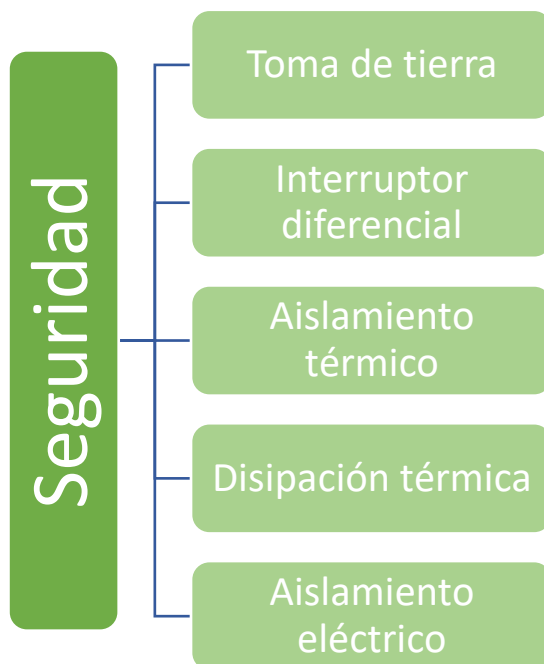 Seguridad
Toma de tierra
Interruptor
diferencial
Aislamiento
térmico
Disipación térmica
Aislamiento
eléctrico